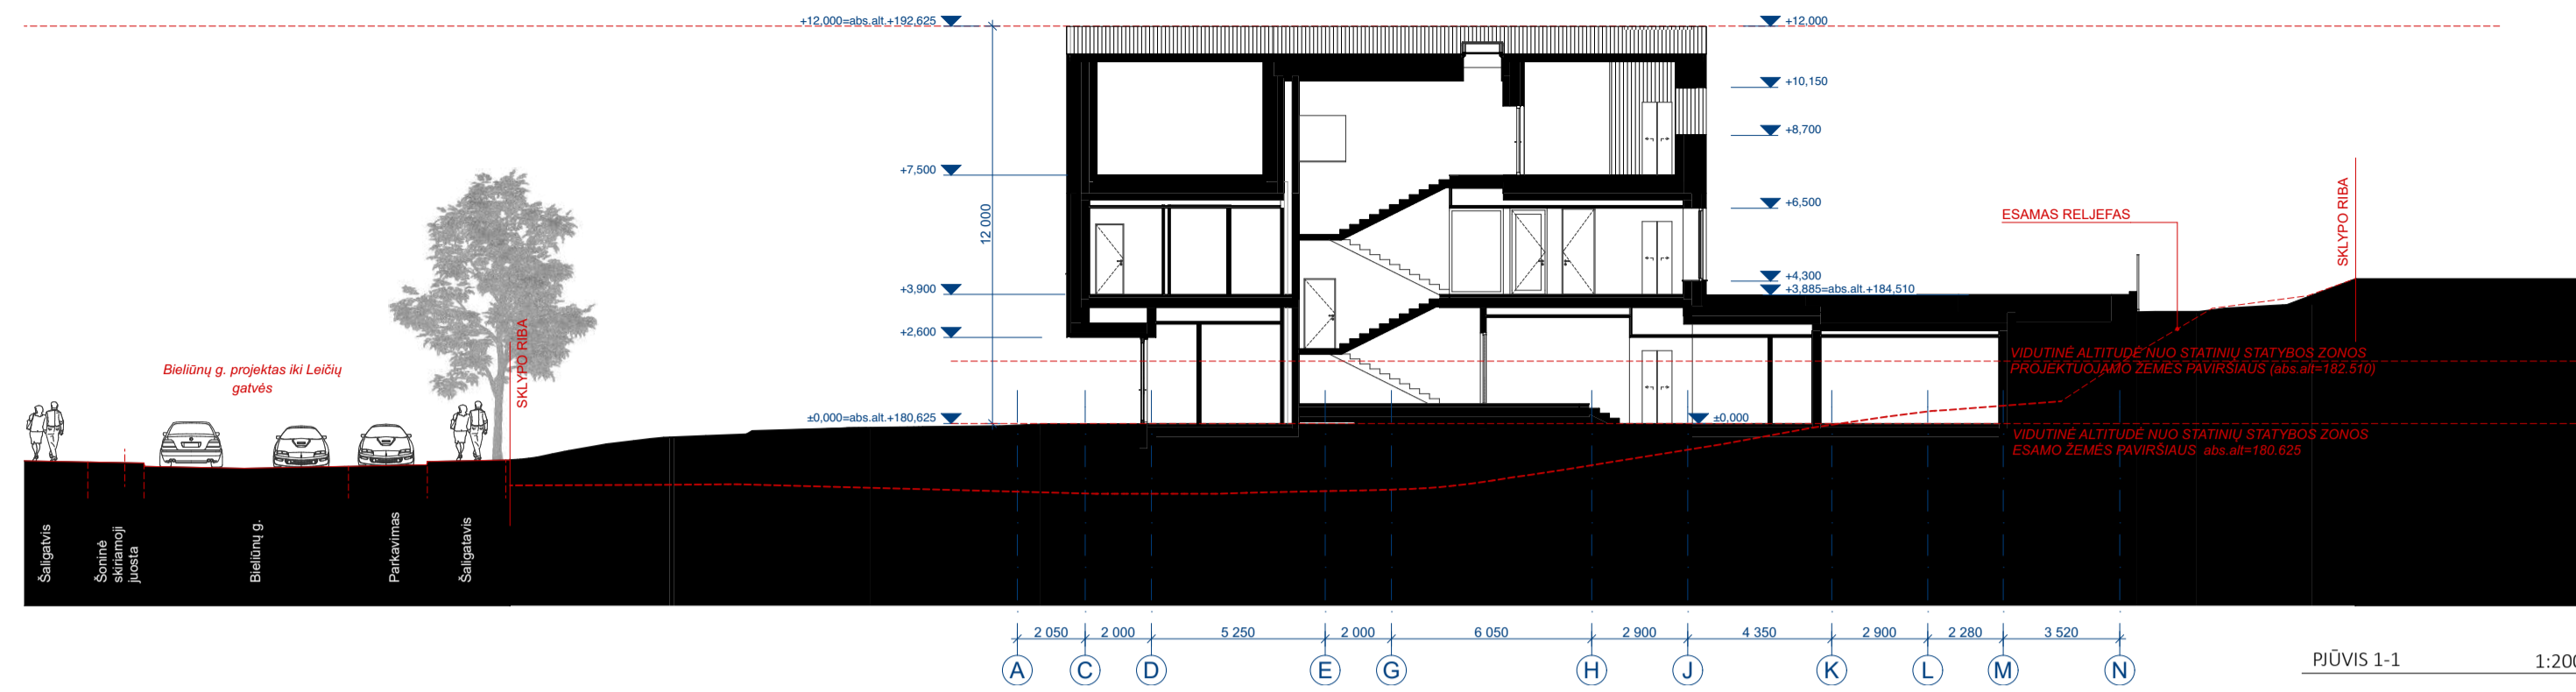 +12,000=abs.alt.+192,625
+12,000
+10,150
+8,700
+7,500
+6,500
12 000
ESAMAS RELJEFAS
SKLYPO RIBA
+4,300
+3,900
+3,885=abs.alt.+184,510
+2,600
SKLYPO RIBA
Bieliūnų g. projektas iki Leičių
gatvės
VIDUTINĖ ALTITUDĖ NUO STATINIŲ STATYBOS ZONOS
PROJEKTUOJAMO ŽEMĖS PAVIRŠIAUS (abs.alt=182.510)
±0,000=abs.alt.+180,625
±0,000
VIDUTINĖ ALTITUDĖ NUO STATINIŲ STATYBOS ZONOS
ESAMO ŽEMĖS PAVIRŠIAUS abs.alt=180.625
Šaligatvis
Šoninė
skiriamoji
juosta
Bieliūnų g.
Parkavimas
Šaligatavis
2 050 2 000 5 250 2 000 6 050 2 900 4 350 2 900 2 280 3 520
A C D E G H J K L M N
PJŪVIS 1-1 1:200